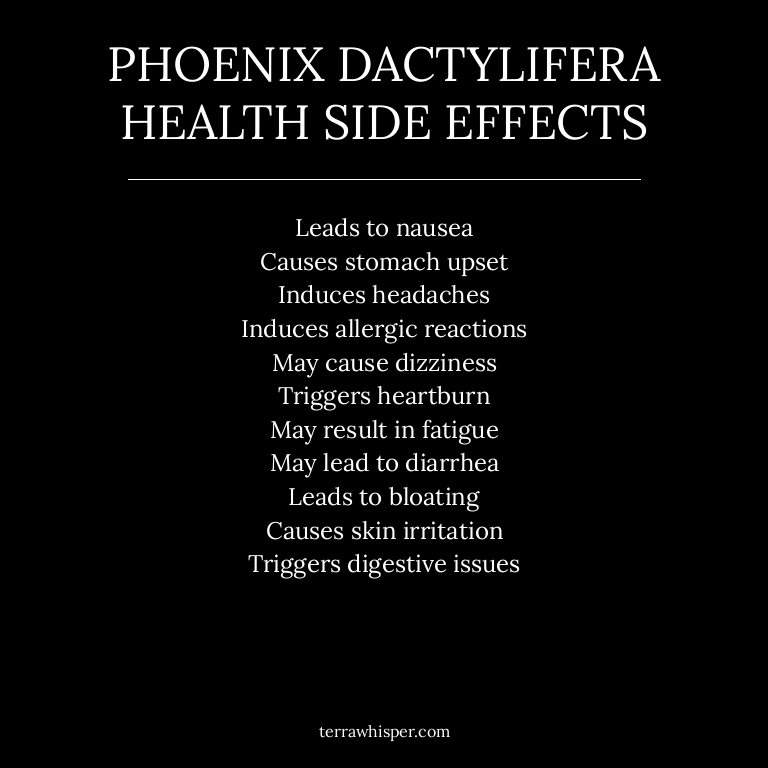 PHOENIX DACTYLIFERA
HEALTH SIDE EFFECTS
Leads to nausea
Causes stomach upset
Induces headaches
Induces allergic reactions
May cause dizziness
Triggers heartburn
May result in fatigue
May lead to diarrhea
Leads to bloating
Causes skin irritation
Triggers digestive issues
terrawhisper.com